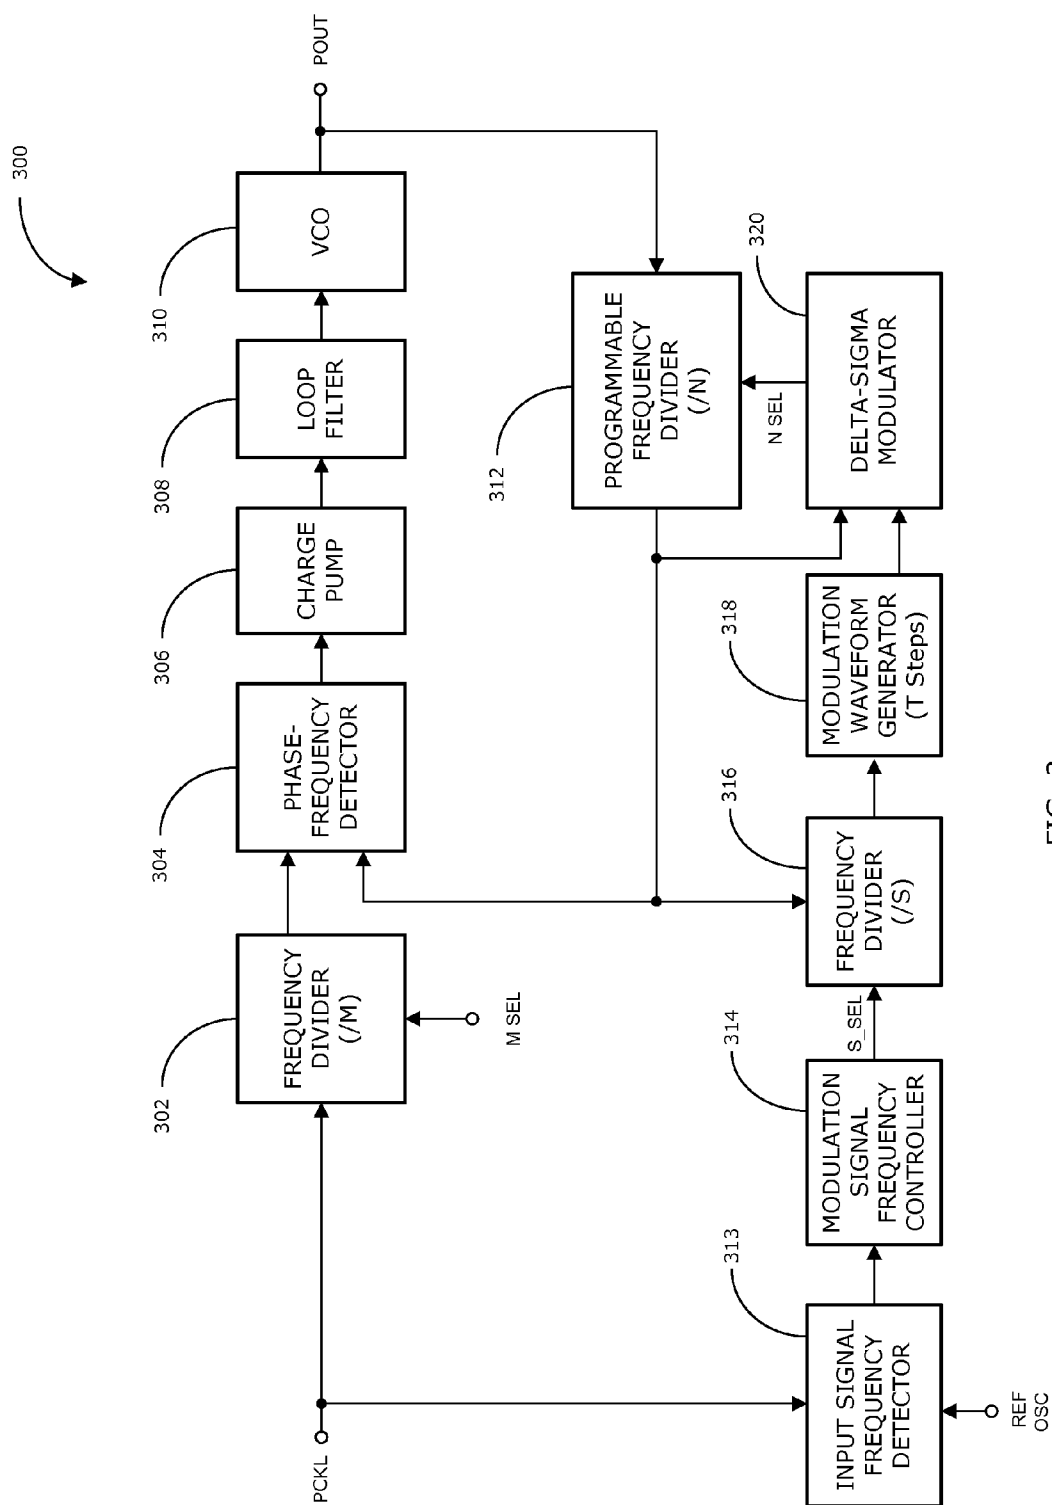 300
PCKL
302
FREQUENCY
DIVIDER
(/M)
M SEL
304
PHASE-
FREQUENCY
DETECTOR
306
CHARGE
PUMP
308
LOOP
FILTER
310
VCO
POUT
312
PROGRAMMABLE
FREQUENCY
DIVIDER
(/N)
N SEL
313
INPUT SIGNAL
FREQUENCY
DETECTOR
REF
OSC
314
MODULATION
SIGNAL
FREQUENCY
CONTROLLER
S_SEL
316
FREQUENCY
DIVIDER
(/S)
318
MODULATION
WAVEFORM
GENERATOR
(T Steps)
320
DELTA-SIGMA
MODULATOR